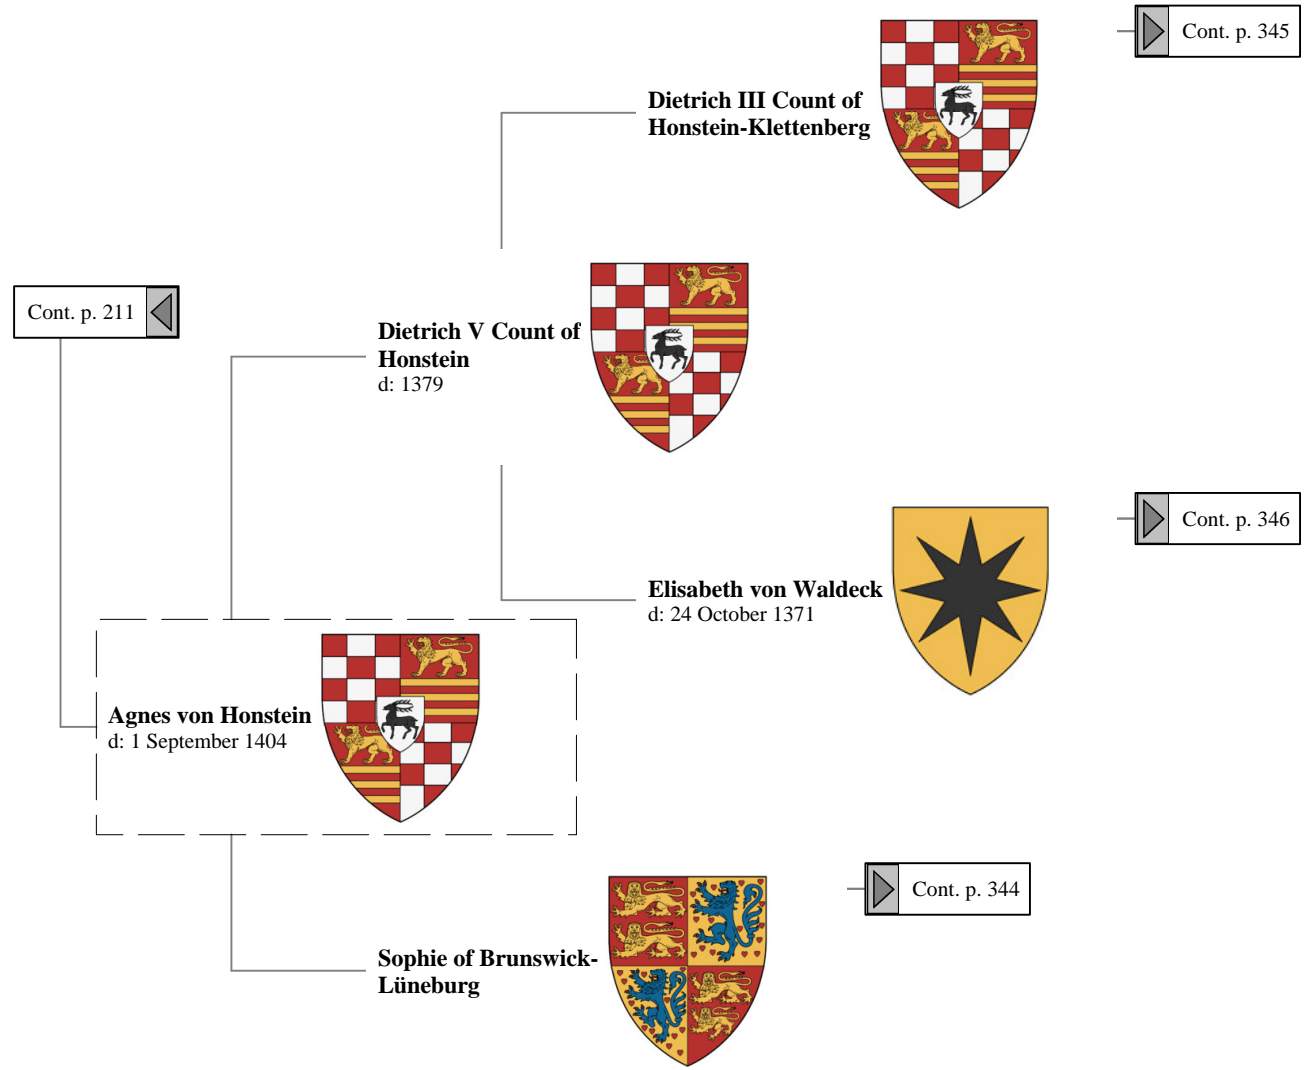 Cont. p. 345
Dietrich III Count of
Honstein-Klettenberg
Cont. p. 211
Dietrich V Count of
Honstein
d: 1379
Cont. p. 346
Elisabeth von Waldeck
d: 24 October 1371
Agnes von Honstein
d: 1 September 1404
Cont. p. 344
Sophie of Brunswick-
Lüneburg